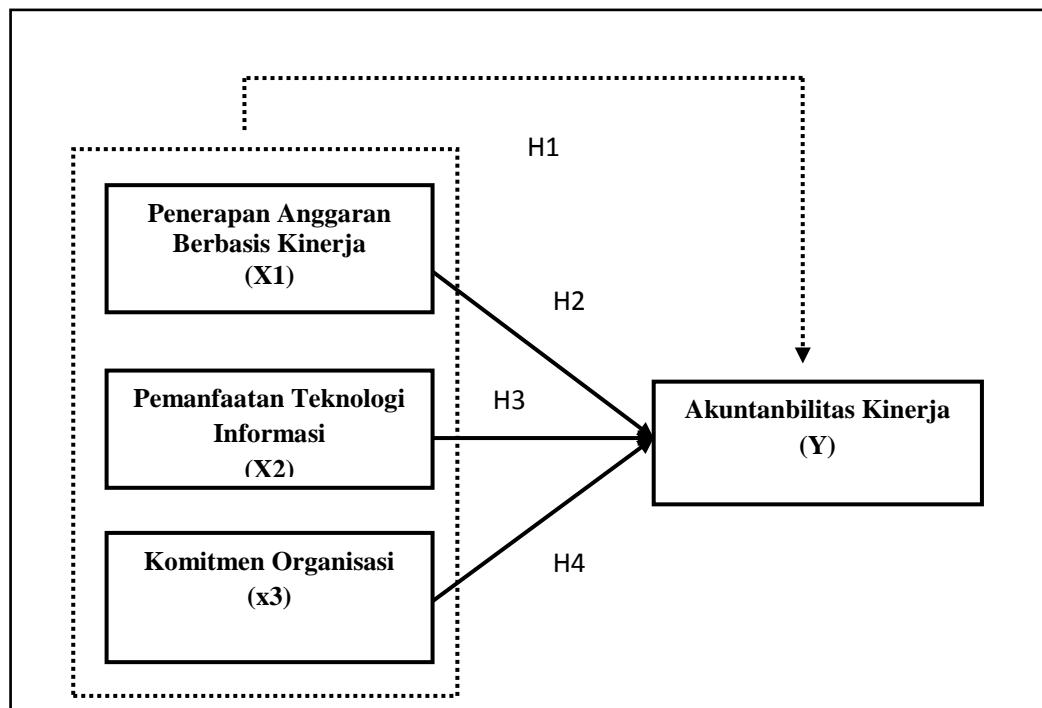 H1
Penerapan Anggaran
Berbasis Kinerja
(X1)
H2
Pemanfaatan Teknologi
Informasi
(X2)
H3
Akuntanbilitas Kinerja
(Y)
Komitmen Organisasi
(x3)
H4